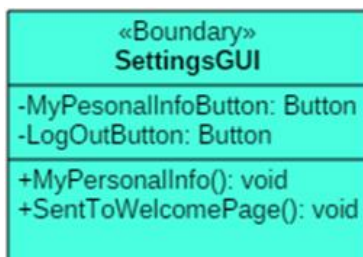 «Boundary»
SettingsGUI
-MyPesonalInfoButton: Button
-LogOutButton: Button
+MyPersonalInfo(): void
+SentToWelcomePage(): void